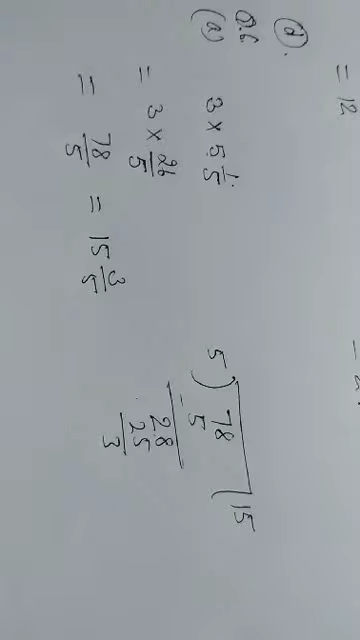 = 12
(d).
Q.6
(a) 3 × 5 1/5
= 3 × 26/5
= 78/5 = 15 3/5
5) 78 (15
- 5
28
25
3